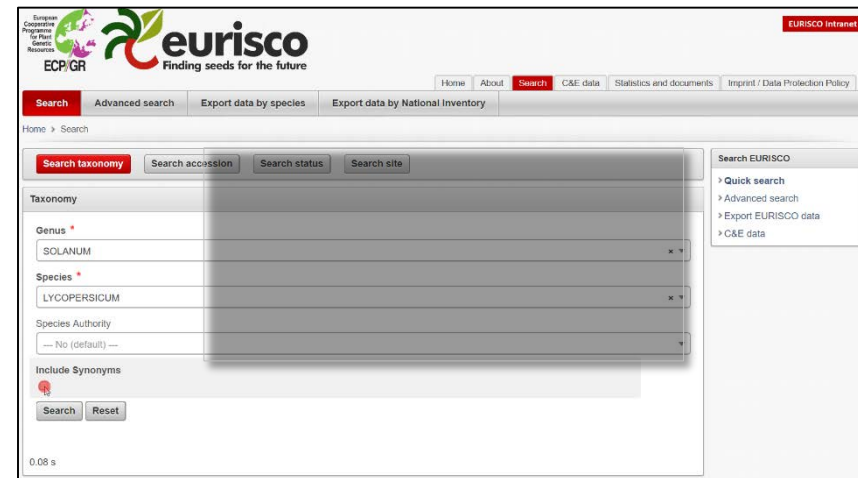 European
Cooperative
Programme
for Plant
Genetic
Resources
ECP/GR
eurisco
Finding seeds for the future
EURISCO Intranet
Home About Search C&E data Statistics and documents Imprint / Data Protection Policy
Search Advanced search Export data by species Export data by National Inventory
Home > Search
Search taxonomy Search accession Search status Search site
Taxonomy
Genus *
SOLANUM
Species *
LYCOPERSICUM
Species Authority
--- No (default) ---
Include Synonyms
Search Reset
0.08 s
Search EURISCO
› Quick search
› Advanced search
› Export EURISCO data
› C&E data